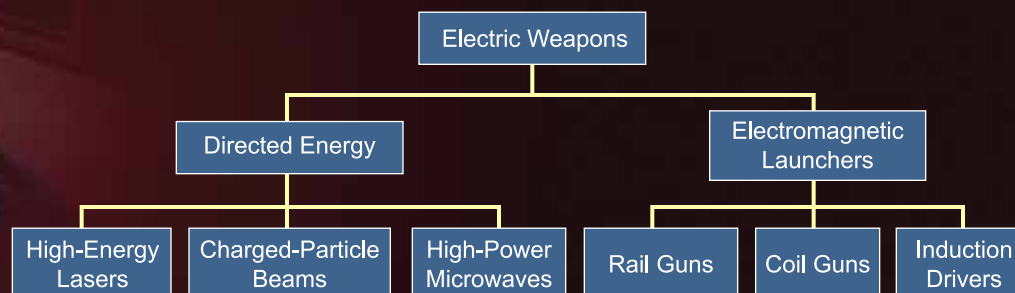 Electric Weapons
Directed Energy
Electromagnetic
Launchers
High-Energy
Lasers
Charged-Particle
Beams
High-Power
Microwaves
Rail Guns
Coil Guns
Induction
Drivers